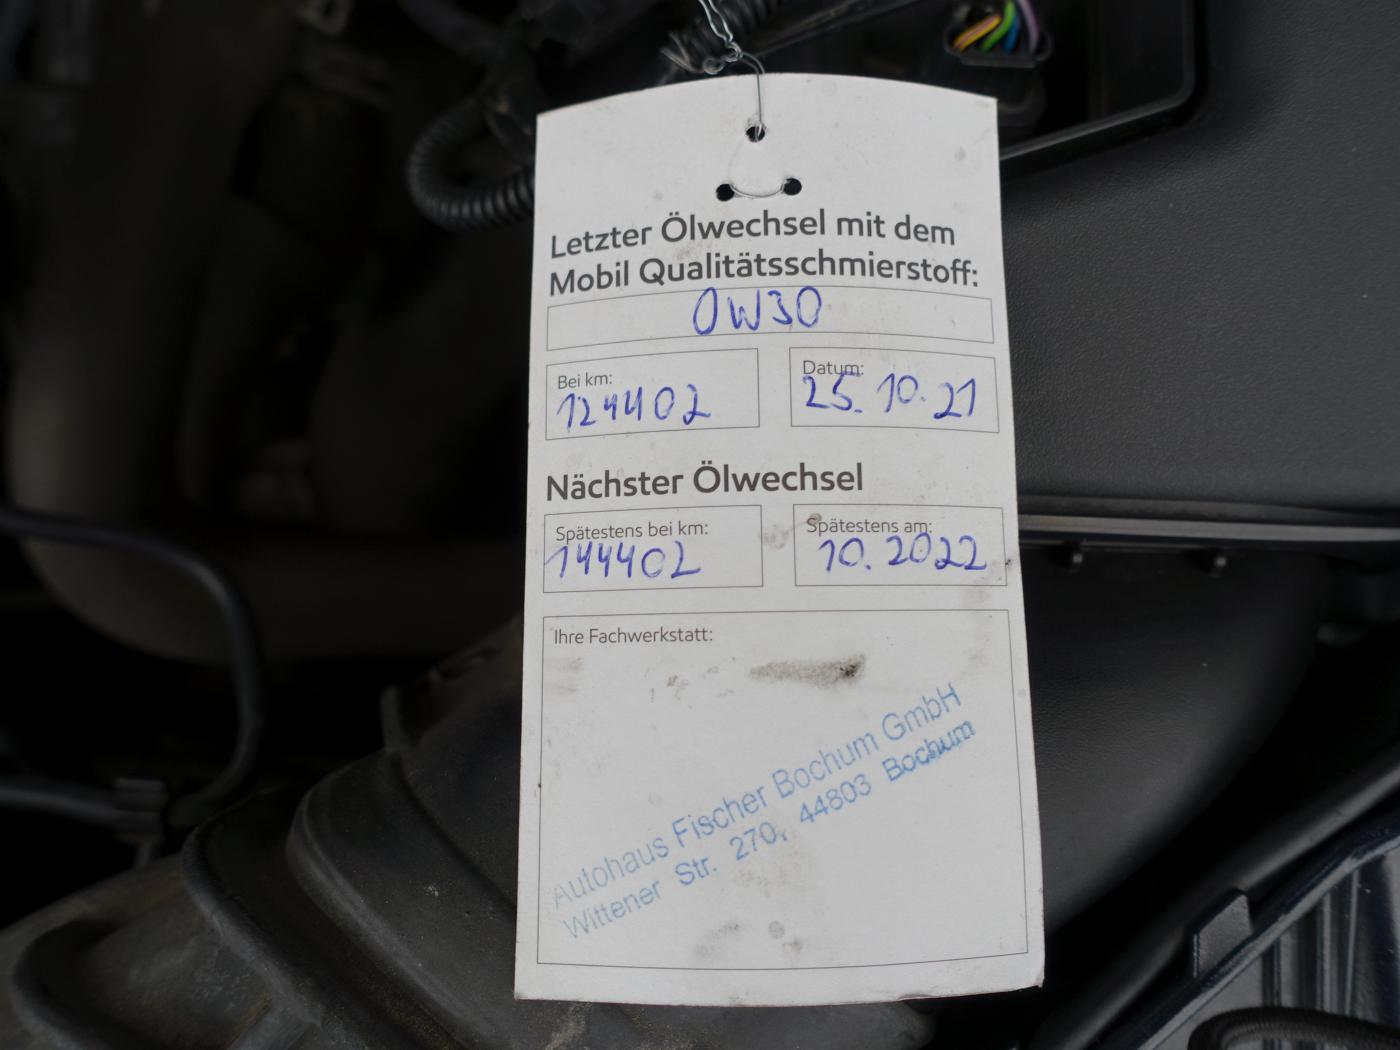 Letzter Ölwechsel mit dem
Mobil Qualitätsschmierstoff:
0W30
Bei km:
124402
Datum:
25.10.21
Nächster Ölwechsel
Spätestens bei km:
144402
Spätestens am:
10.2022
Ihre Fachwerkstatt:
Autohaus Fischer Bochum GmbH
Wittener Str. 270, 44803 Bochum